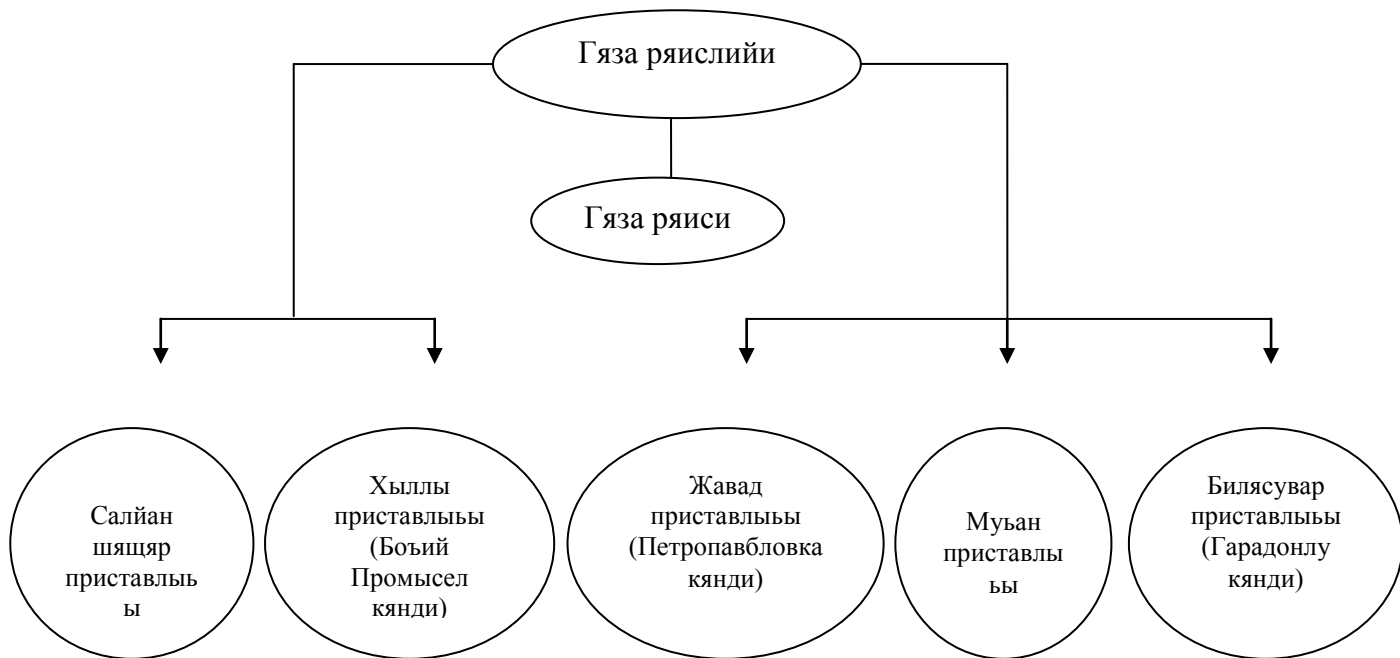 Гяза ряислийи
Гяза ряиси
Салйан
шящяр
приставлыь
ы
Хыллы
приставлыьы
(Боъий
Промысел
кянди)
Жавад
приставлыьы
(Петропавбловка
кянди)
Муьан
приставлы
ьы
Билясувар
приставлыьы
(Гарадонлу
кянди)